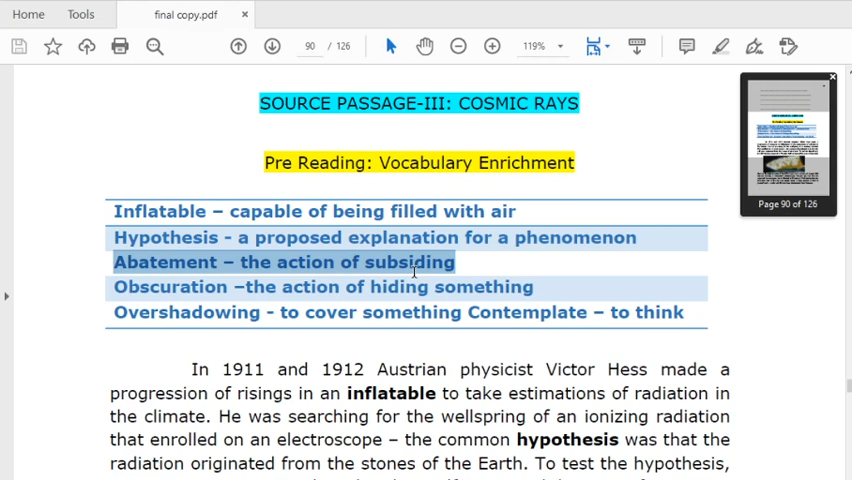 Home Tools final copy.pdf ×
90 / 126 119%
SOURCE PASSAGE-III: COSMIC RAYS
Pre Reading: Vocabulary Enrichment
Inflatable – capable of being filled with air
Hypothesis - a proposed explanation for a phenomenon
Abatement – the action of subsiding
Obscuration –the action of hiding something
Overshadowing - to cover something Contemplate – to think
In 1911 and 1912 Austrian physicist Victor Hess made a
progression of risings in an inflatable to take estimations of radiation in
the climate. He was searching for the wellspring of an ionizing radiation
that enrolled on an electroscope – the common hypothesis was that the
radiation originated from the stones of the Earth. To test the hypothesis,
Page 90 of 126